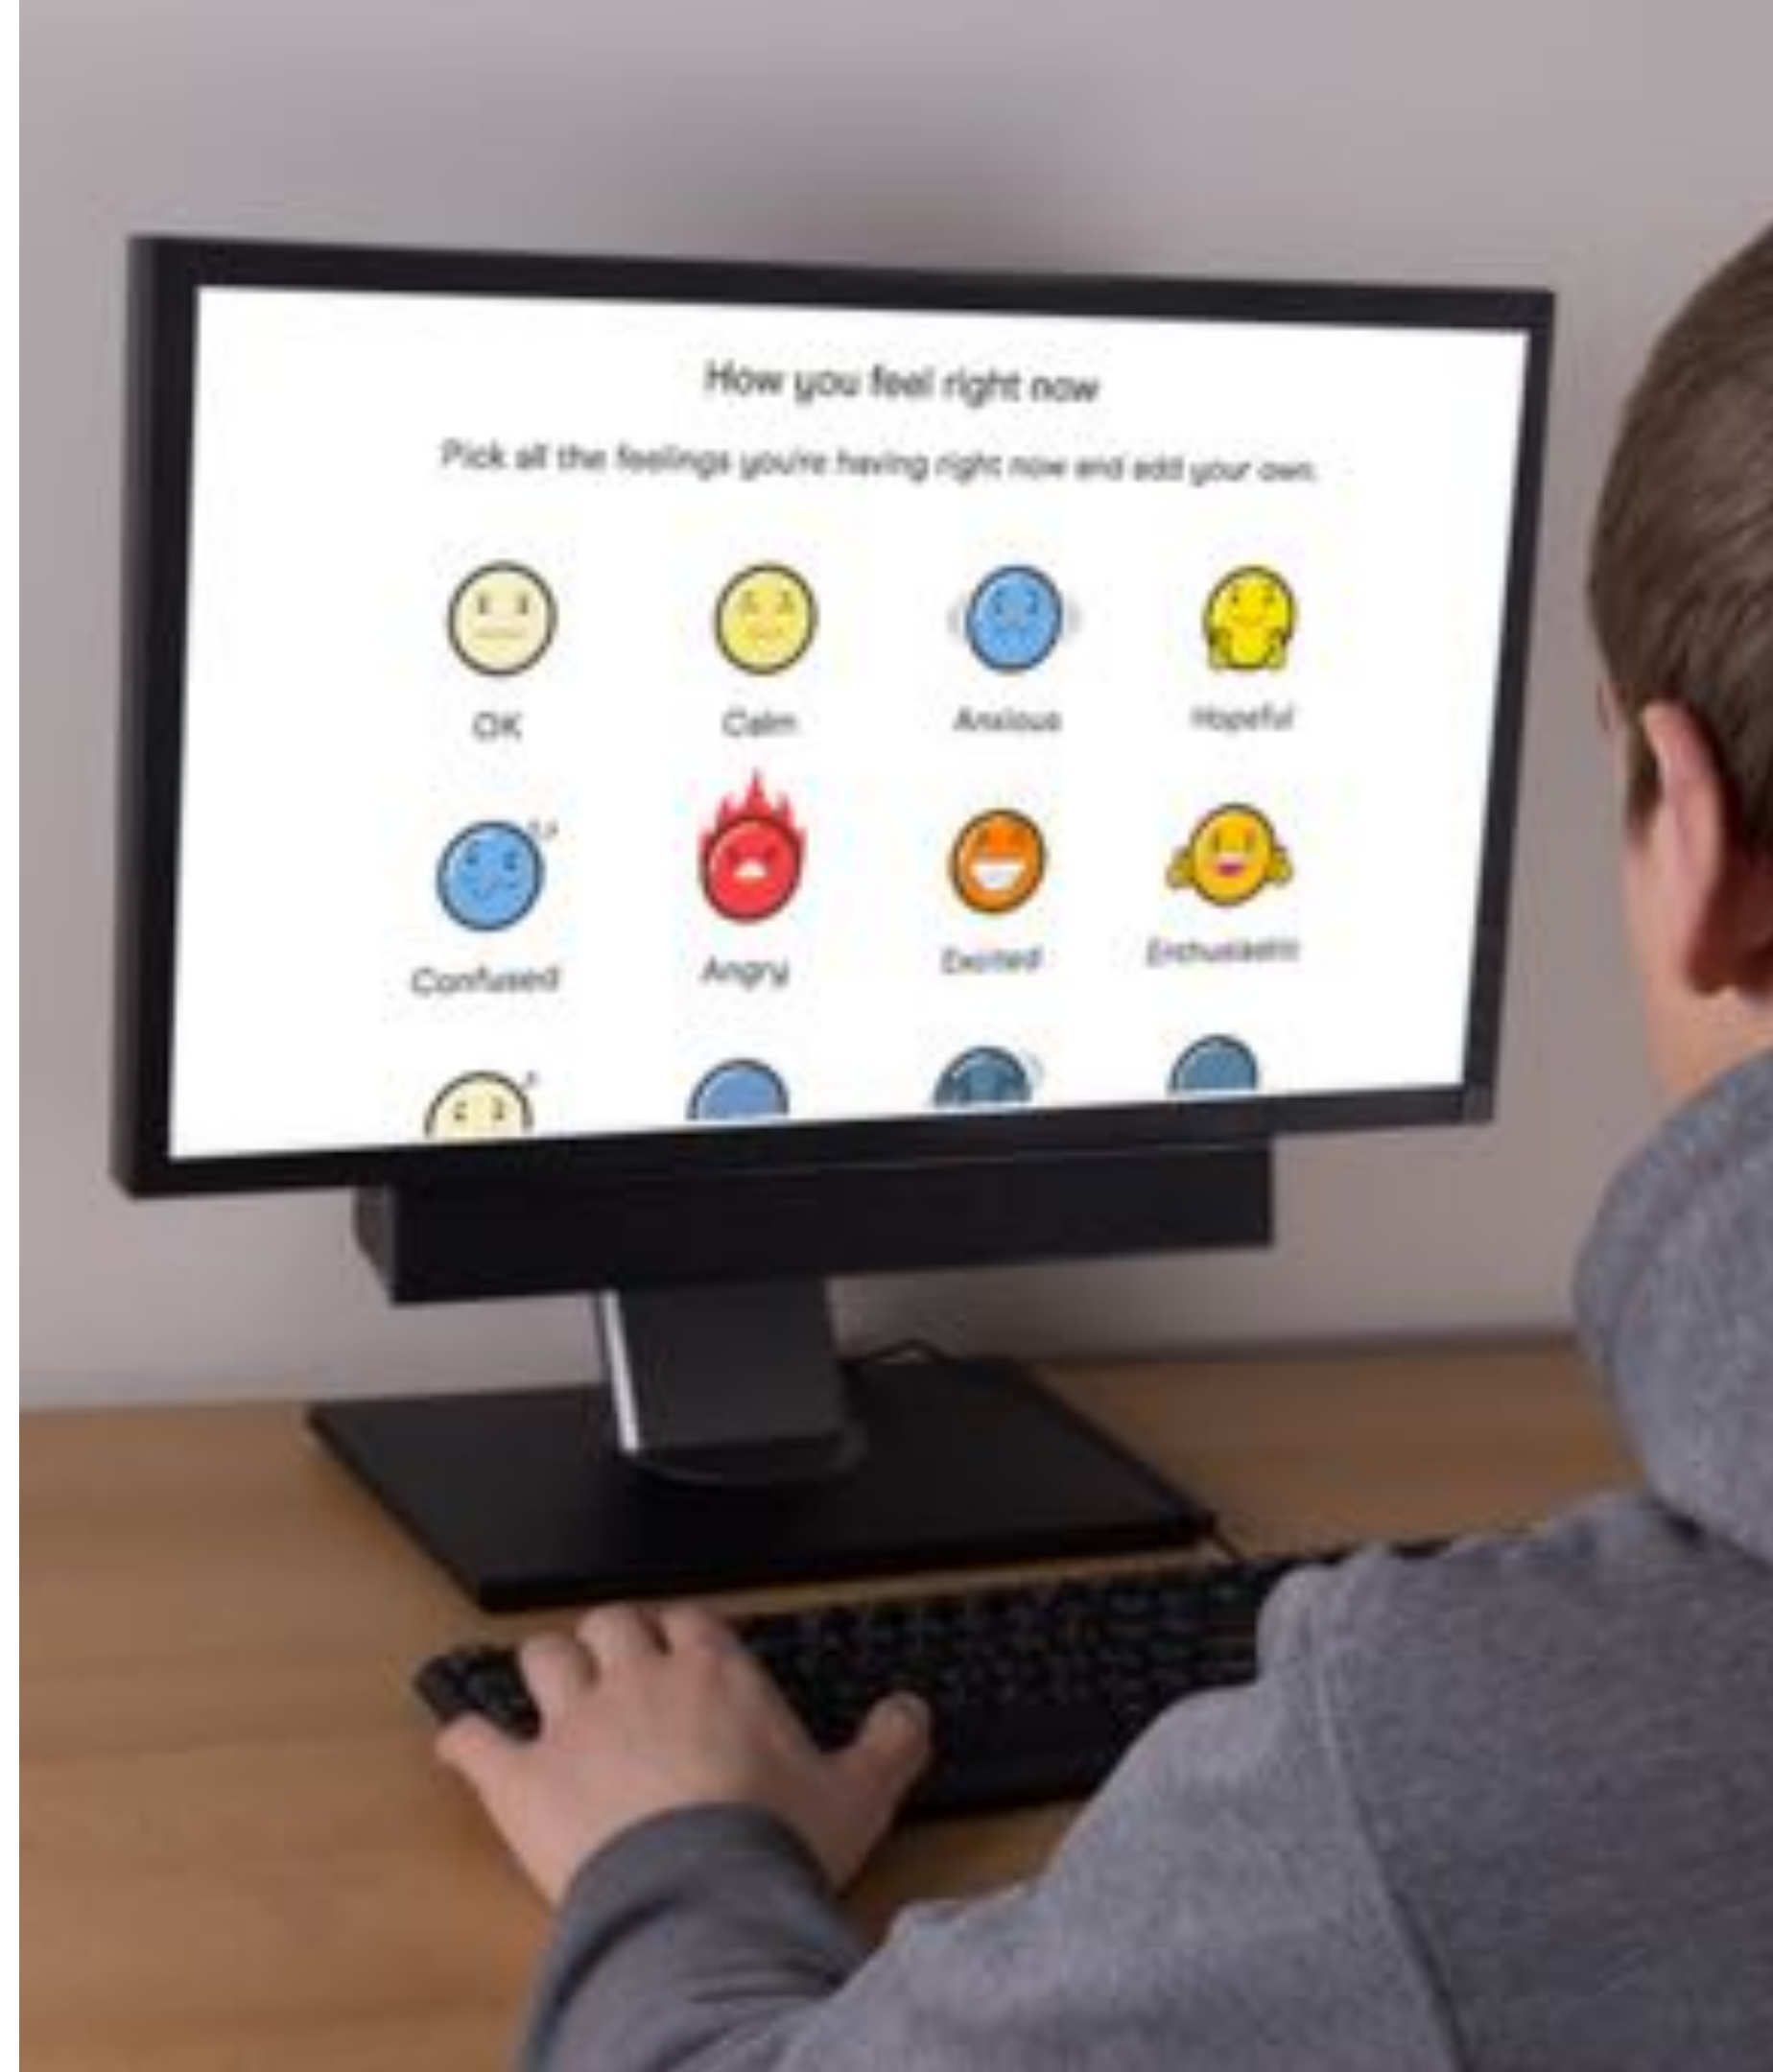 How you feel right now
Pick all the feelings you're having right now and add your own.
OK Calm Anxious Hopeful
Confused Angry Excited Enthusiastic